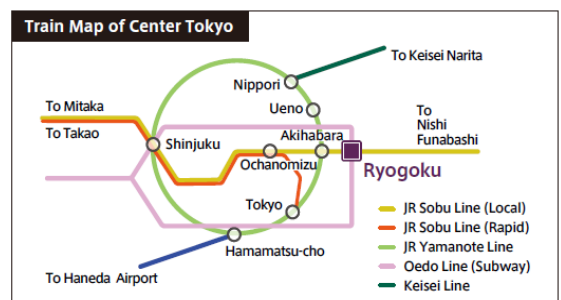 Train Map of Center Tokyo
To Keisei Narita
Nippori
Ueno
To Mitaka
To Takao
To
Nishi
Funabashi
Akihabara
Shinjuku
Ochanomizu
Ryogoku
Tokyo
Hamamatsu-cho
To Haneda Airport
JR Sobu Line (Local)
JR Sobu Line (Rapid)
JR Yamanote Line
Oedo Line (Subway)
Keisei Line